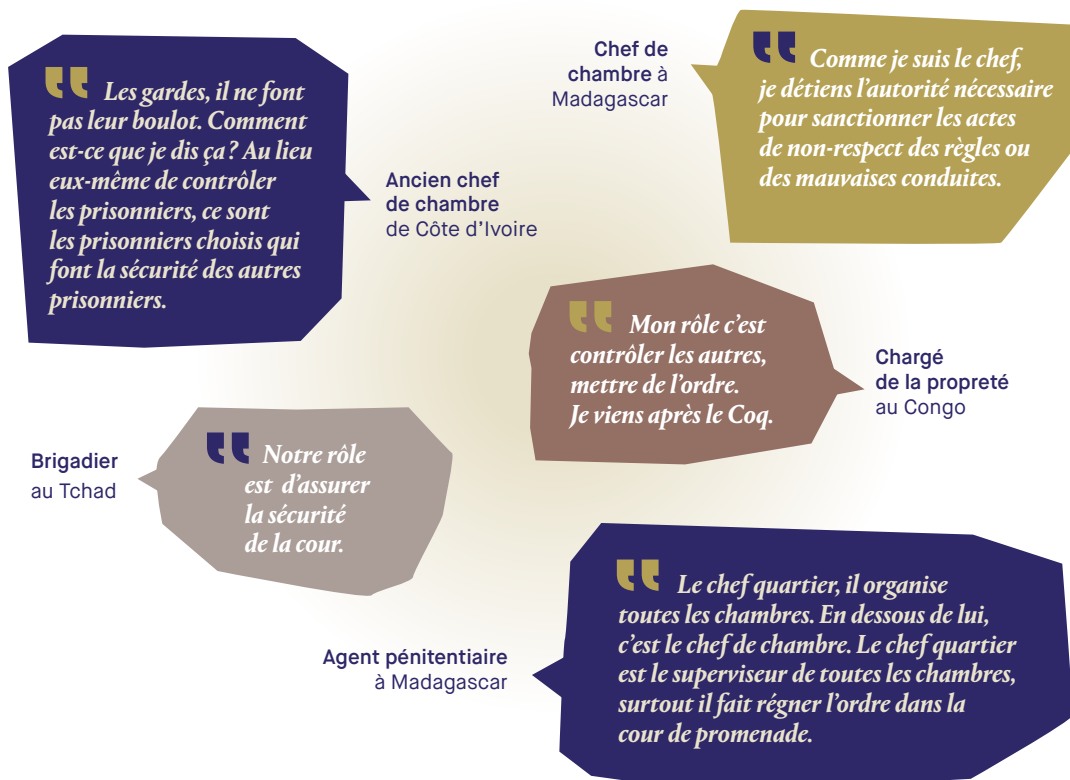 Les gardes, il ne font
pas leur boulot. Comment
est-ce que je dis ça ? Au lieu
eux-même de contrôler
les prisonniers, ce sont
les prisonniers choisis qui
font la sécurité des autres
prisonniers.
Ancien chef
de chambre
de Côte d'Ivoire
Chef de
chambre à
Madagascar
Comme je suis le chef,
je détiens l'autorité nécessaire
pour sanctionner les actes
de non-respect des règles ou
des mauvaises conduites.
Mon rôle c'est
contrôler les autres,
mettre de l'ordre.
Je viens après le Coq.
Chargé
de la propreté
au Congo
Brigadier
au Tchad
Notre rôle
est d'assurer
la sécurité
de la cour.
Agent pénitentiaire
à Madagascar
Le chef quartier, il organise
toutes les chambres. En dessous de lui,
c'est le chef de chambre. Le chef quartier
est le superviseur de toutes les chambres,
surtout il fait régner l'ordre dans la
cour de promenade.